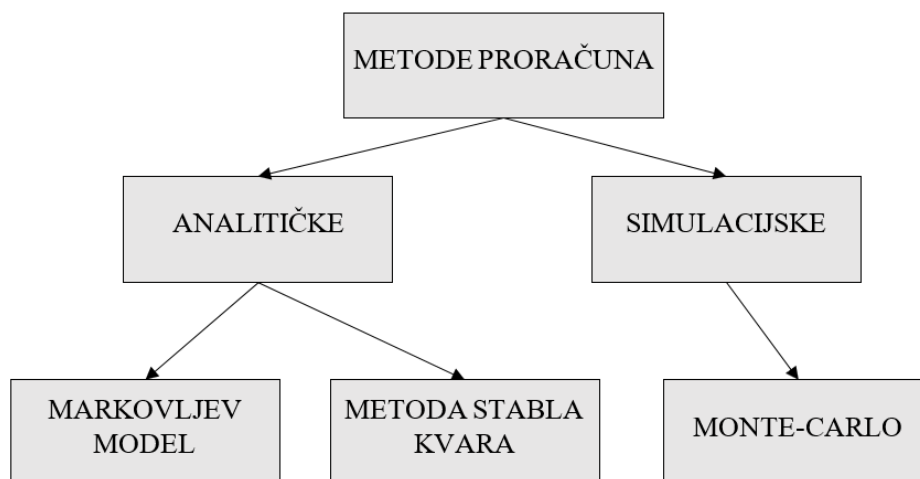 METODE PRORAČUNA
ANALITIČKE
SIMULACIJSKE
MARKOVLJEV
MODEL
METODA STABLA
KVARA
MONTE-CARLO